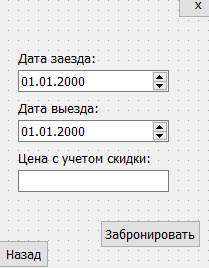 x
Дата заезда:
01.01.2000
Дата выезда:
01.01.2000
Цена с учетом скидки:
Забронировать
Назад